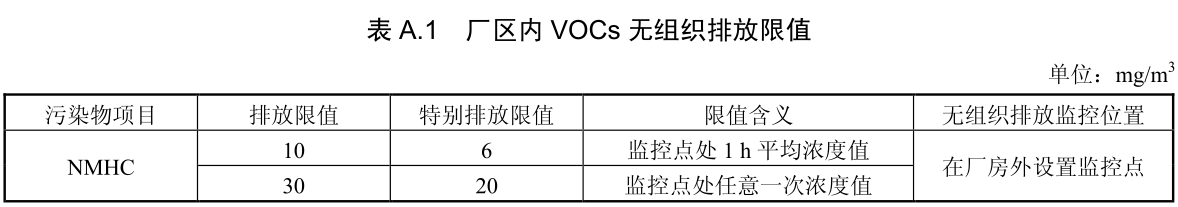 表 A.1 厂区内 VOCs 无组织排放限值
单位：mg/m³
污染物项目 排放限值 特别排放限值 限值含义 无组织排放监控位置
NMHC 10 6 监控点处 1 h 平均浓度值 在厂房外设置监控点
30 20 监控点处任意一次浓度值